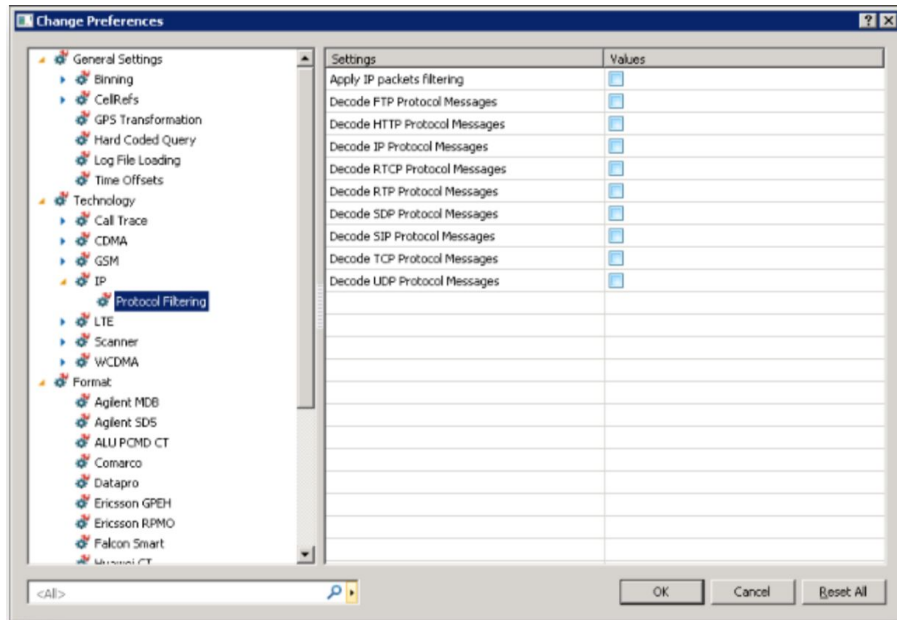 Change Preferences
General Settings
Binning
CellRefs
GPS Transformation
Hard Coded Query
Log File Loading
Time Offsets
Technology
Call Trace
CDMA
GSM
IP
Protocol Filtering
LTE
Scanner
WCDMA
Format
Agilent MDB
Agilent SD5
ALU PCMD CT
Comarco
Datapro
Ericsson GPEH
Ericsson RPMO
Falcon Smart
Huawei CT
<All>
Settings Values
Apply IP packets filtering
Decode FTP Protocol Messages
Decode HTTP Protocol Messages
Decode IP Protocol Messages
Decode RTCP Protocol Messages
Decode RTP Protocol Messages
Decode SDP Protocol Messages
Decode SIP Protocol Messages
Decode TCP Protocol Messages
Decode UDP Protocol Messages
OK Cancel Reset All